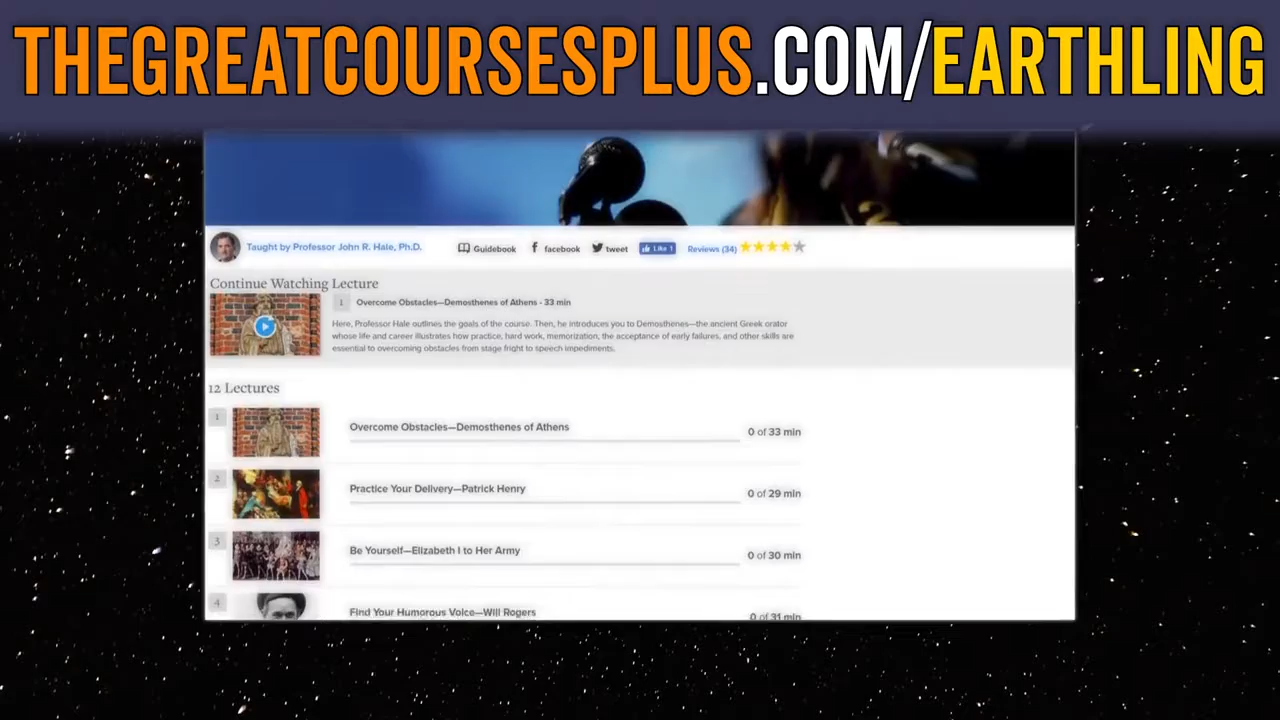 THEGREATCOURSESPLUS.COM/EARTHLING
Taught by Professor John R. Hale, Ph.D.
Guidebook
facebook
tweet
Like 1
Reviews (34)
Continue Watching Lecture
1 Overcome Obstacles—Demosthenes of Athens - 33 min
Here, Professor Hale outlines the goals of the course. Then, he introduces you to Demosthenes—the ancient Greek orator
whose life and career illustrates how practice, hard work, memorization, the acceptance of early failures, and other skills are
essential to overcoming obstacles from stage fright to speech impediments.
12 Lectures
1 Overcome Obstacles—Demosthenes of Athens 0 of 33 min
2 Practice Your Delivery—Patrick Henry 0 of 29 min
3 Be Yourself—Elizabeth I to Her Army 0 of 30 min
4 Find Your Humorous Voice—Will Rogers 0 of 31 min